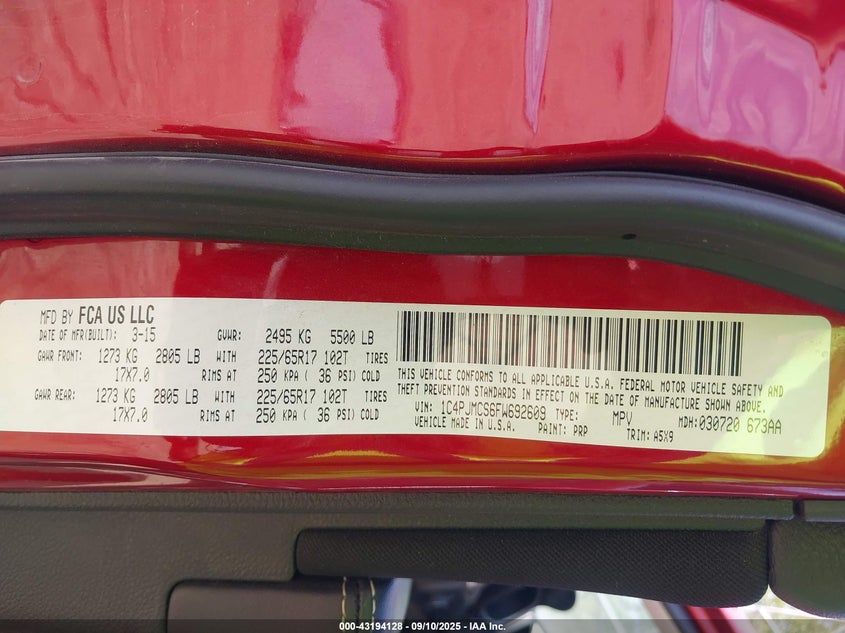 MFD BY FCA US LLC
DATE OF MFR(BUILT): 3-15 GVWR: 2495 KG 5500 LB
GAWR FRONT: 1273 KG 2805 LB WITH 225/65R17 102T TIRES
17X7.0 RIMS AT 250 KPA ( 36 PSI) COLD
GAWR REAR: 1273 KG 2805 LB WITH 225/65R17 102T TIRES
17X7.0 RIMS AT 250 KPA ( 36 PSI) COLD
THIS VEHICLE CONFORMS TO ALL APPLICABLE U.S.A. FEDERAL MOTOR VEHICLE SAFETY AND
THEFT PREVENTION STANDARDS IN EFFECT ON THE DATE OF MANUFACTURE SHOWN ABOVE.
VIN: 1C4PJMCS6FW692609 TYPE: MPV MDH: 030720 673AA
VEHICLE MADE IN U.S.A. PAINT: PRP TRIM: A5X9
000-43194128 - 09/10/2025 - IAA Inc.